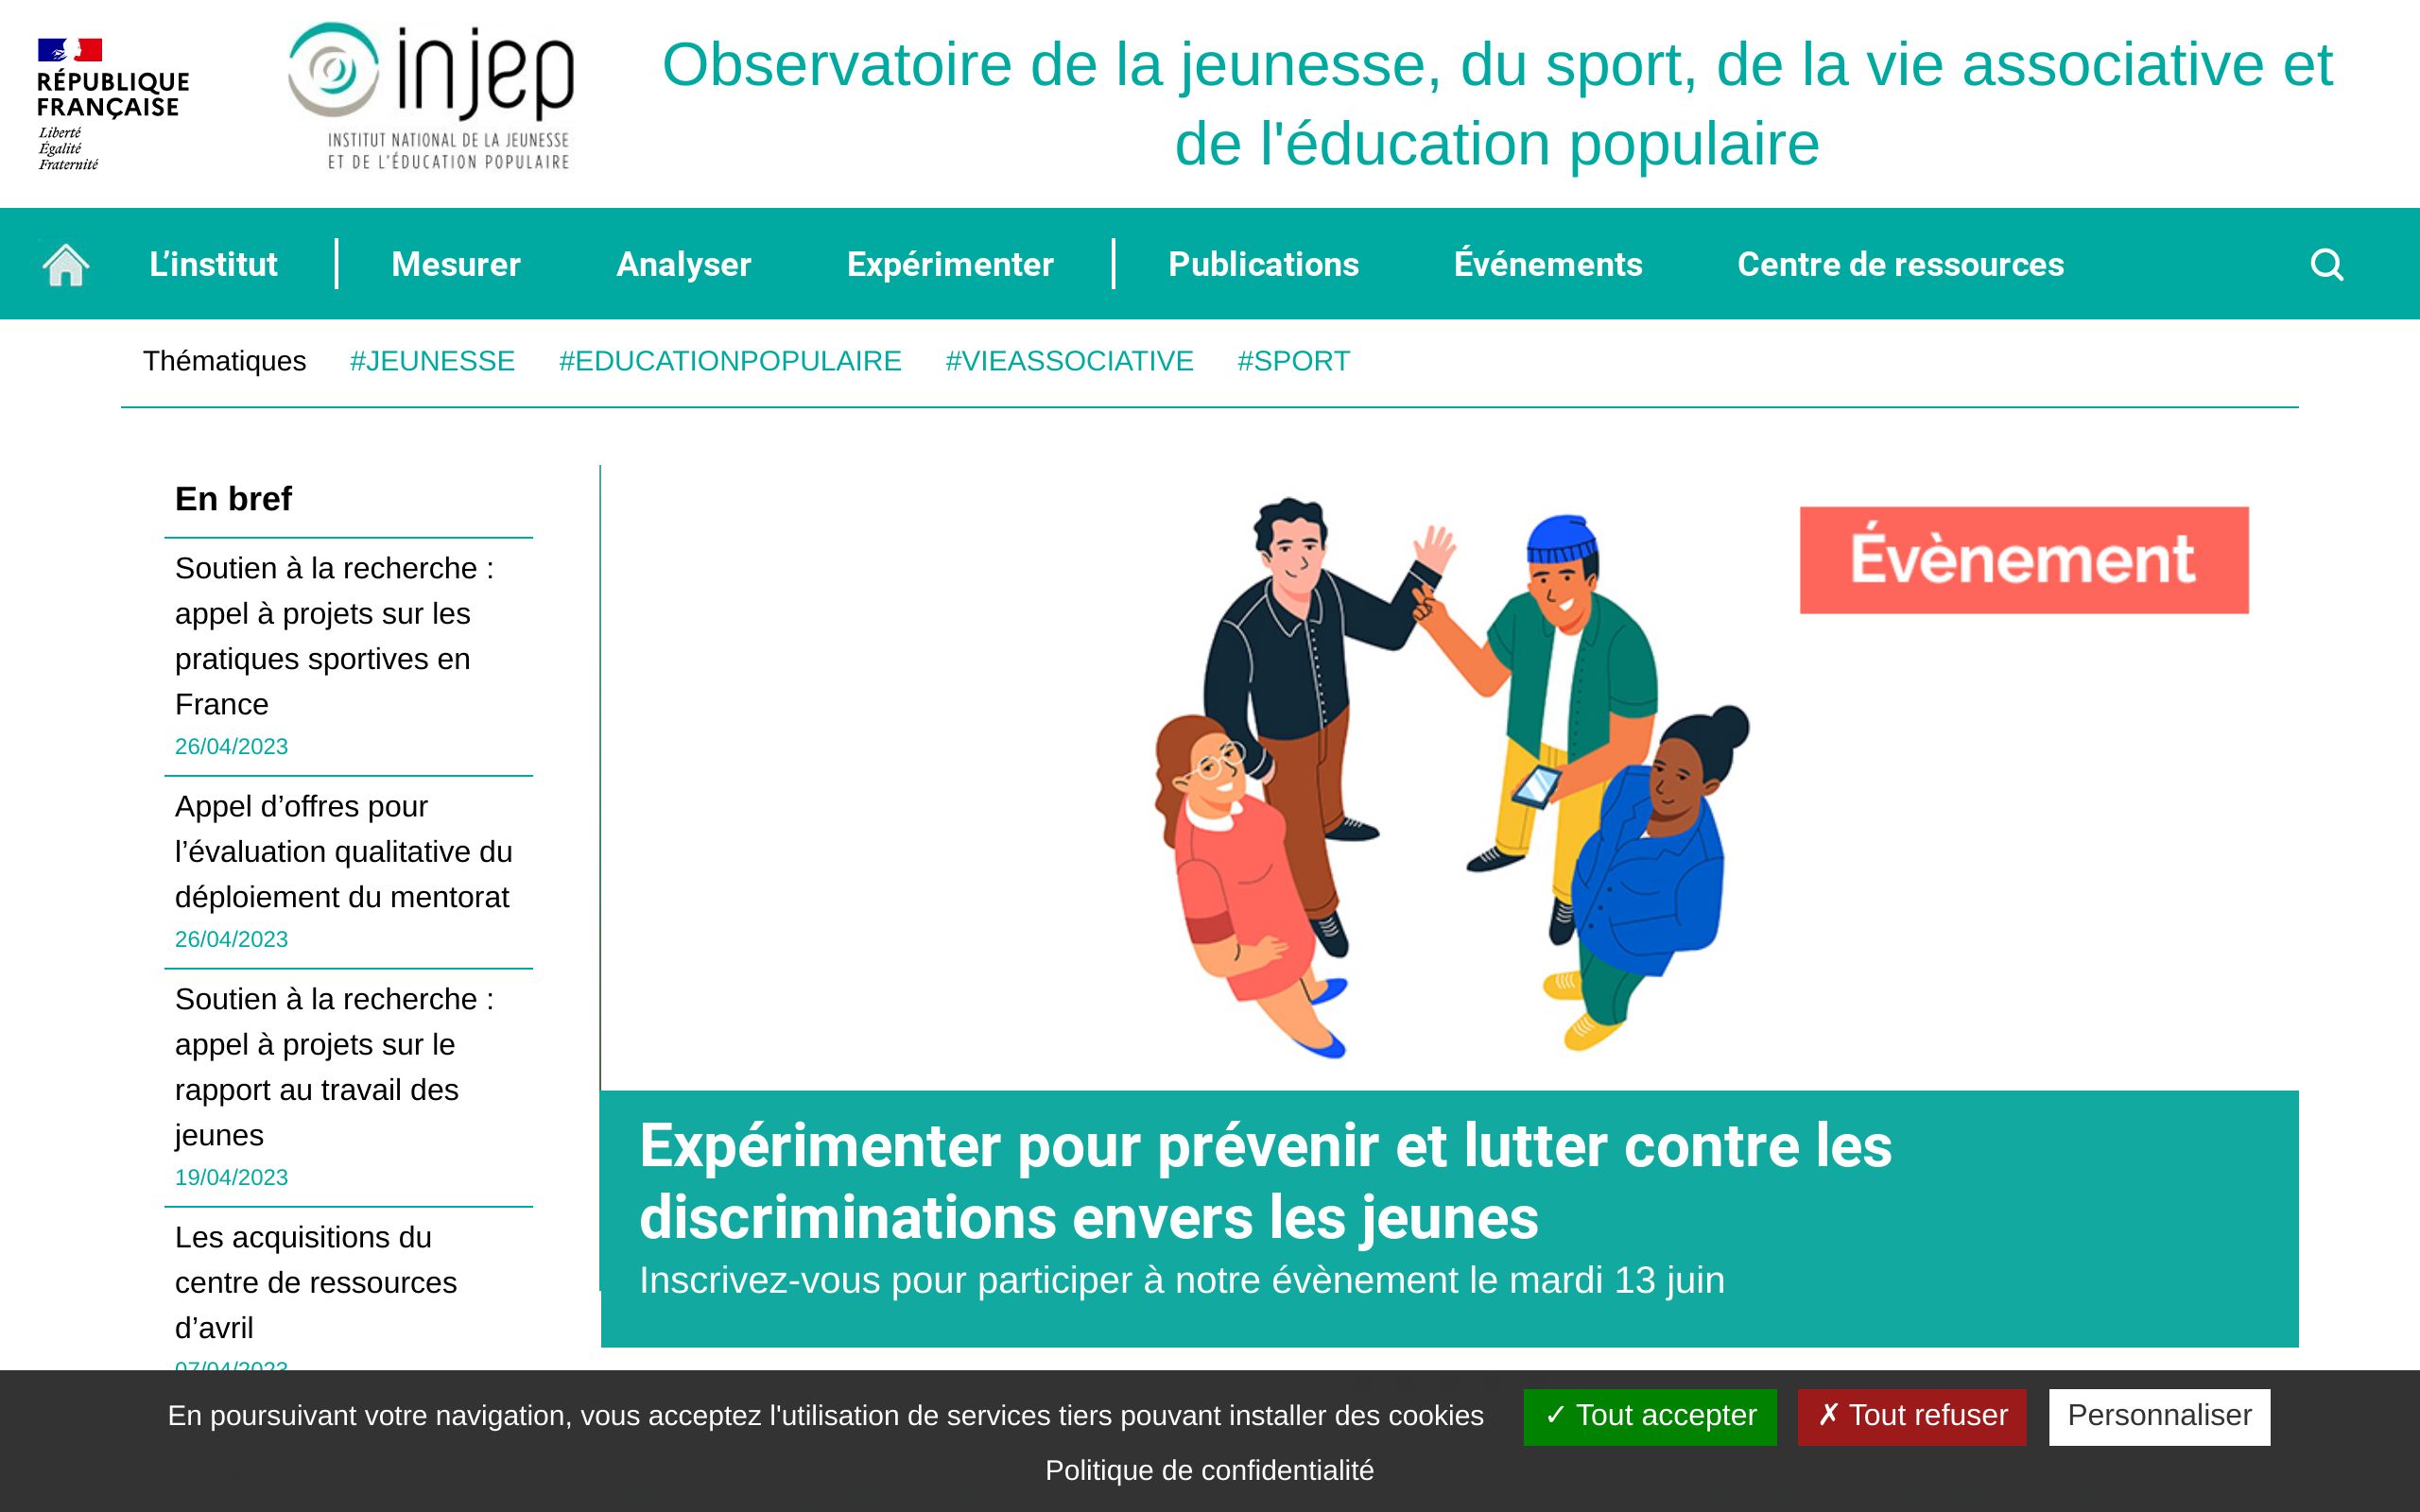 RÉPUBLIQUE
FRANÇAISE
Liberté
Égalité
Fraternité
injep
INSTITUT NATIONAL DE LA JEUNESSE
ET DE L'ÉDUCATION POPULAIRE
Observatoire de la jeunesse, du sport, de la vie associative et
de l'éducation populaire
L’institut Mesurer Analyser Expérimenter Publications Événements Centre de ressources
Thématiques #JEUNESSE #EDUCATIONPOPULAIRE #VIEASSOCIATIVE #SPORT
En bref
Soutien à la recherche :
appel à projets sur les
pratiques sportives en
France
26/04/2023
Appel d’offres pour
l’évaluation qualitative du
déploiement du mentorat
26/04/2023
Soutien à la recherche :
appel à projets sur le
rapport au travail des
jeunes
19/04/2023
Les acquisitions du
centre de ressources
d’avril
07/04/2023
Évènement
Expérimenter pour prévenir et lutter contre les
discriminations envers les jeunes
Inscrivez-vous pour participer à notre évènement le mardi 13 juin
En poursuivant votre navigation, vous acceptez l'utilisation de services tiers pouvant installer des cookies
✓ Tout accepter
✗ Tout refuser
Personnaliser
Politique de confidentialité